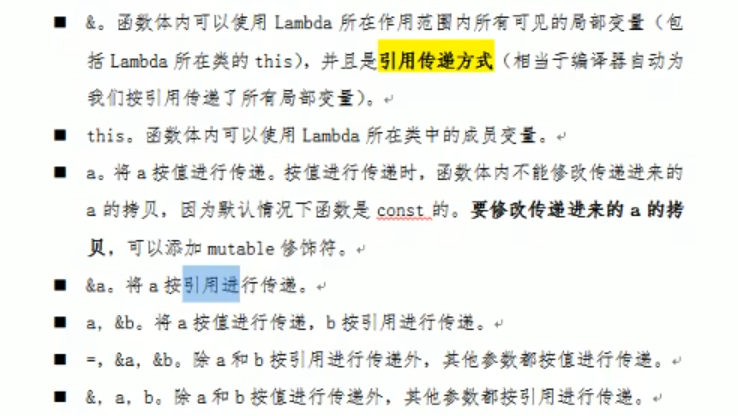 ■ &。函数体内可以使用 Lambda 所在作用范围内所有可见的局部变量（包
括 Lambda 所在类的 this），并且是引用传递方式（相当于编译器自动为
我们按引用传递了所有局部变量）。
■ this。函数体内可以使用 Lambda 所在类中的成员变量。
■ a。将 a 按值进行传递。按值进行传递时，函数体内不能修改传递进来的
a 的拷贝，因为默认情况下函数是 const 的。要修改传递进来的 a 的拷
贝，可以添加 mutable 修饰符。
■ &a。将 a 按引用进行传递。
■ a，&b。将 a 按值进行传递，b 按引用进行传递。
■ =，&a，&b。除 a 和 b 按引用进行传递外，其他参数都按值进行传递。
■ &，a，b。除 a 和 b 按值进行传递外，其他参数都按引用进行传递。